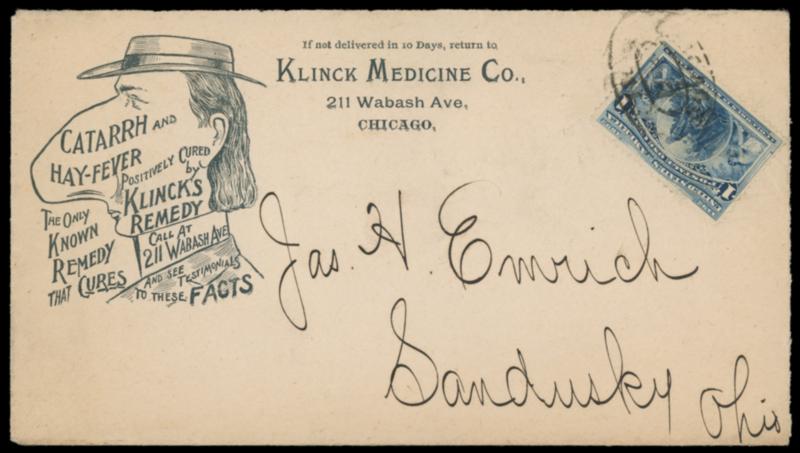 If not delivered in 10 Days, return to
KLINCK MEDICINE CO.,
211 Wabash Ave,
CHICAGO,
CATARRH AND
HAY-FEVER
POSITIVELY CURED
by
KLINCK'S
REMEDY
THE ONLY
KNOWN
REMEDY
THAT CURES
CALL AT
211 WABASH AVE
AND SEE TESTIMONIALS
TO THESE FACTS
Jas. H. Emrich
Sandusky
Ohio